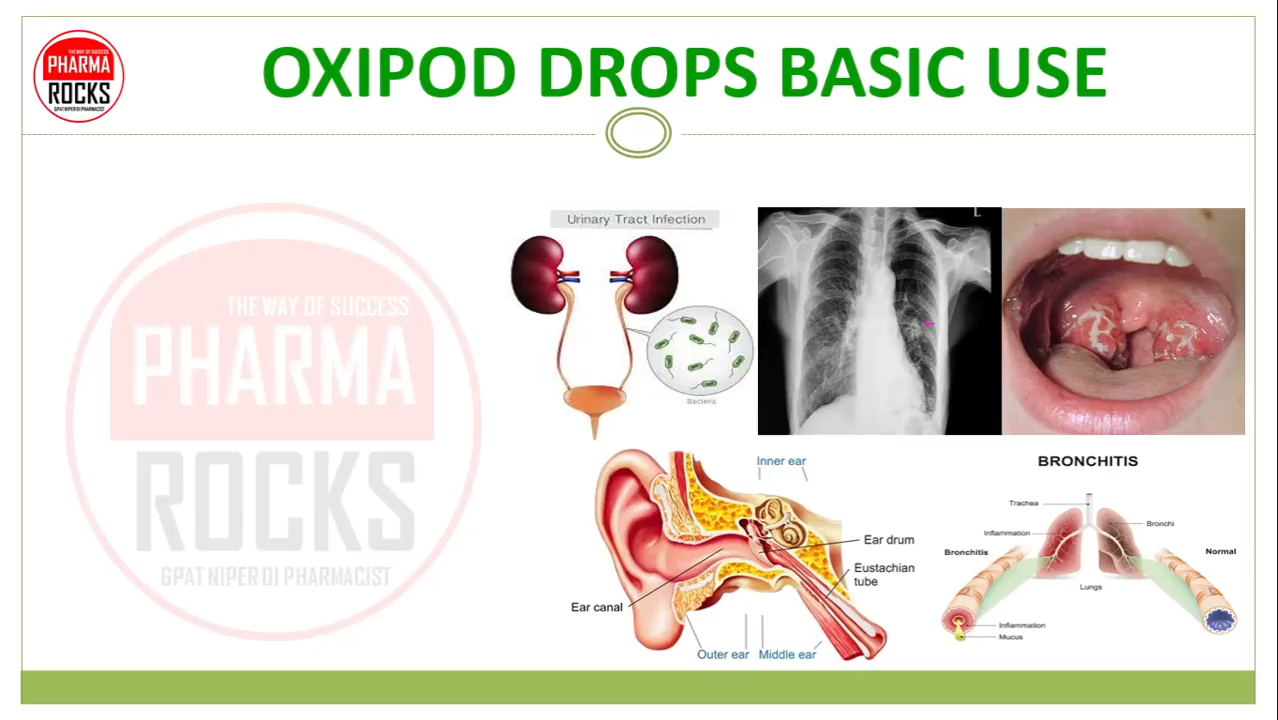 THE WAY OF SUCCESS
PHARMA
ROCKS
GPAT NIPER DI PHARMACIST
OXIPOD DROPS BASIC USE
THE WAY OF SUCCESS
PHARMA
ROCKS
GPAT NIPER DI PHARMACIST
Urinary Tract Infection
Bacteria
L
Inner ear
Ear drum
Eustachian
tube
Ear canal
Outer ear
Middle ear
BRONCHITIS
Trachea
Bronchi
Inflammation
Bronchitis
Normal
Lungs
Inflammation
Mucus